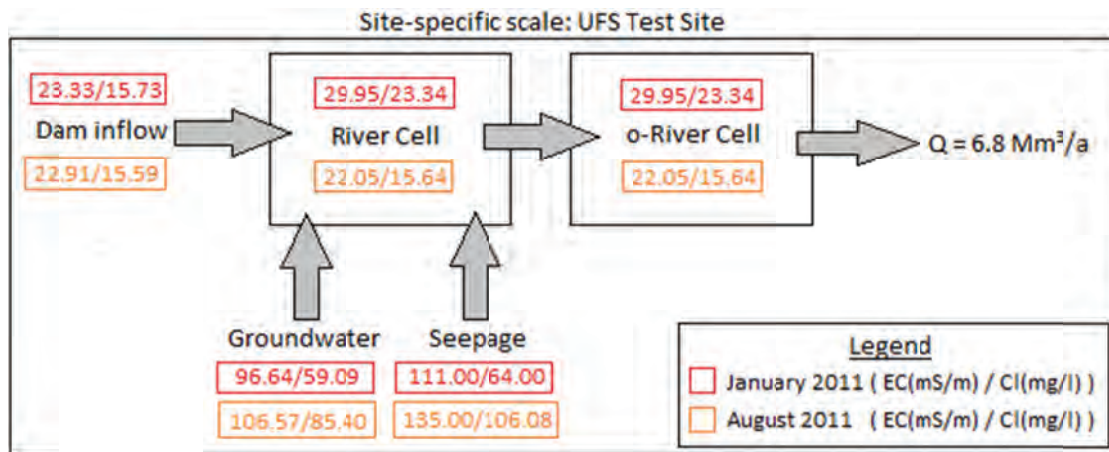 Site-specific scale: UFS Test Site
23.33/15.73
Dam inflow
22.91/15.59
29.95/23.34
River Cell
22.05/15.64
29.95/23.34
o-River Cell
22.05/15.64
Q = 6.8 Mm³/a
Groundwater
96.64/59.09
106.57/85.40
Seepage
111.00/64.00
135.00/106.08
Legend
January 2011 ( EC(mS/m) / Cl(mg/l) )
August 2011 ( EC(mS/m) / Cl(mg/l) )